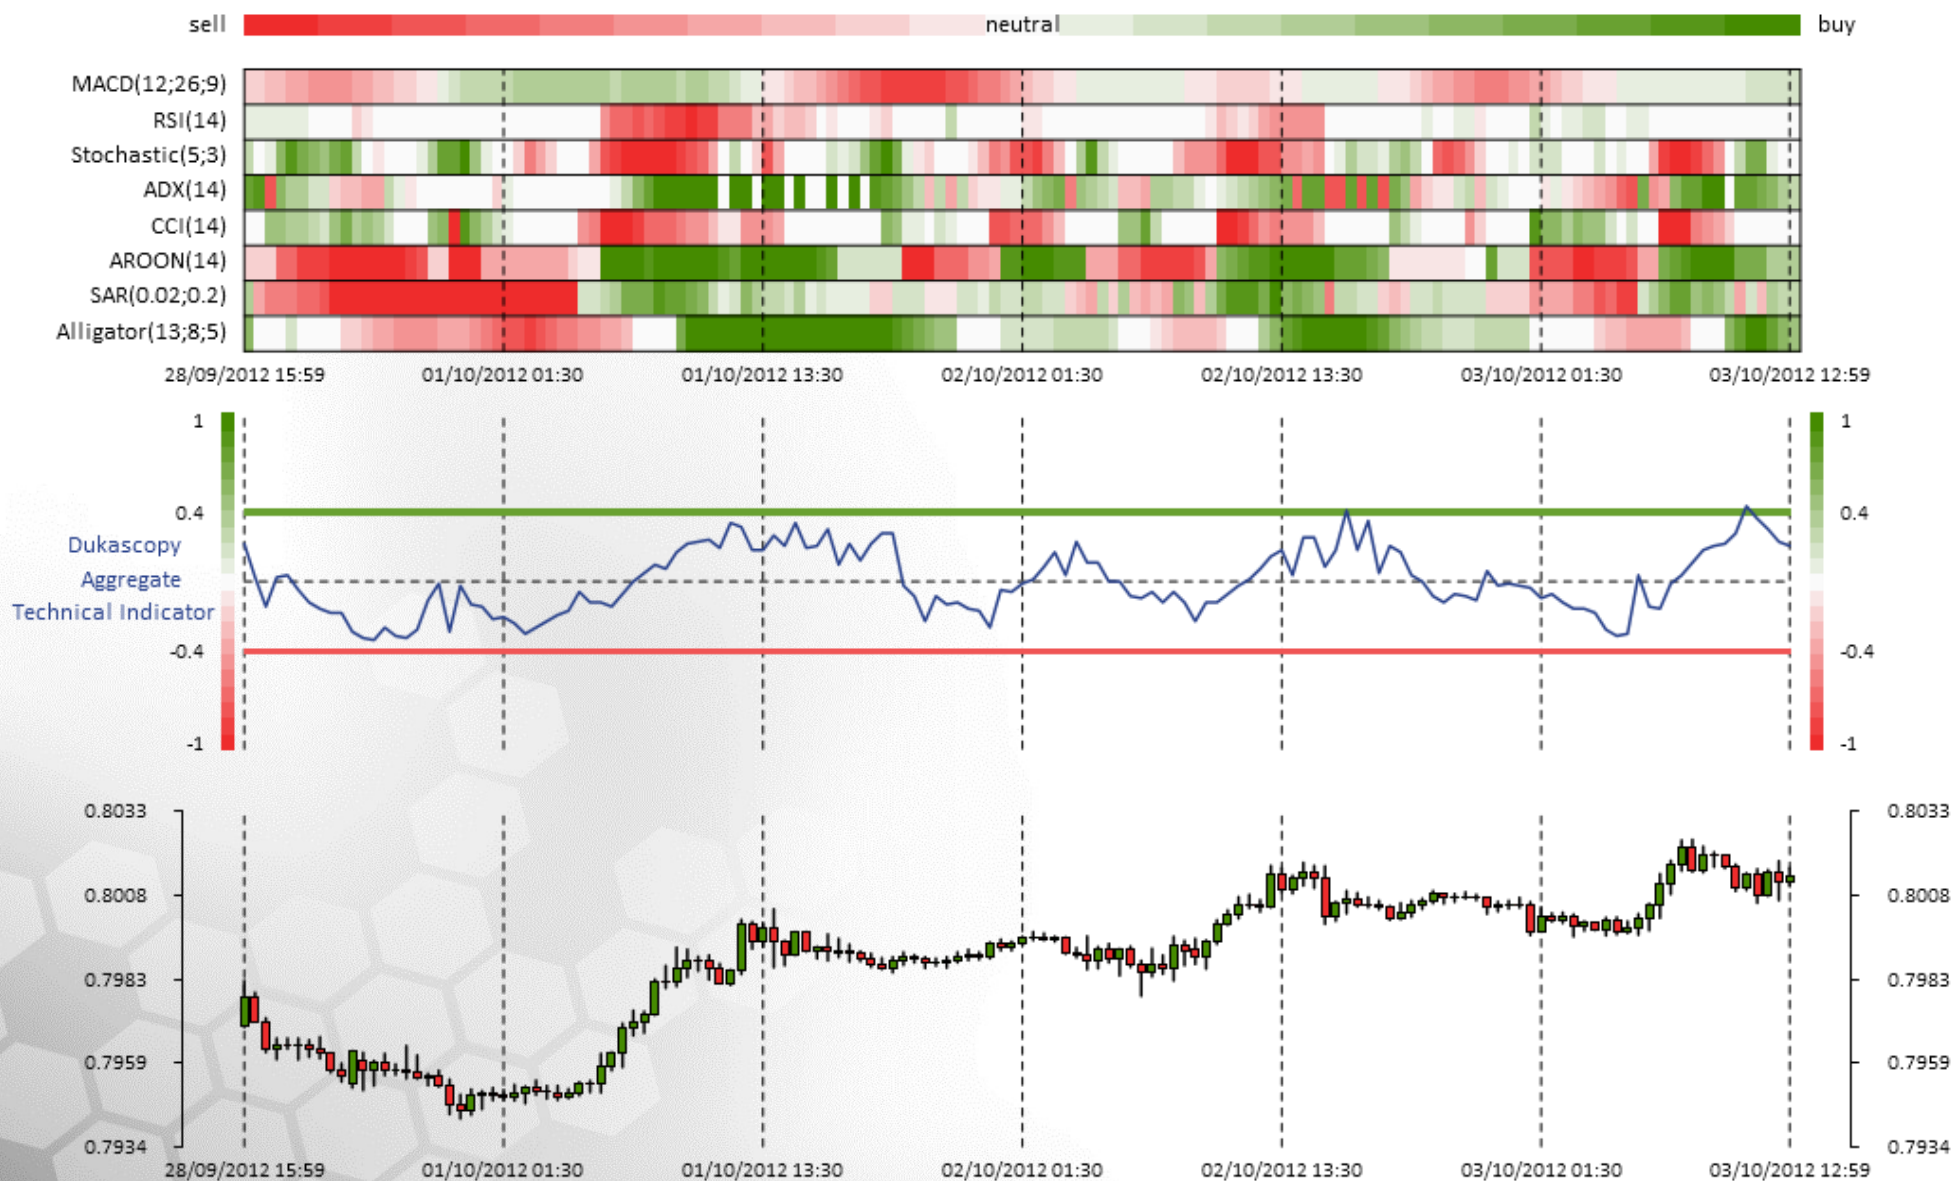 sell neutral buy
MACD(12;26;9)
RSI(14)
Stochastic(5;3)
ADX(14)
CCI(14)
AROON(14)
SAR(0.02;0.2)
Alligator(13;8;5)
28/09/2012 15:59 01/10/2012 01:30 01/10/2012 13:30 02/10/2012 01:30 02/10/2012 13:30 03/10/2012 01:30 03/10/2012 12:59
1 1
0.4 0.4
Dukascopy
Aggregate
Technical Indicator
-0.4 -0.4
-1 -1
0.8033 0.8033
0.8008 0.8008
0.7983 0.7983
0.7959 0.7959
0.7934 0.7934
28/09/2012 15:59 01/10/2012 01:30 01/10/2012 13:30 02/10/2012 01:30 02/10/2012 13:30 03/10/2012 01:30 03/10/2012 12:59